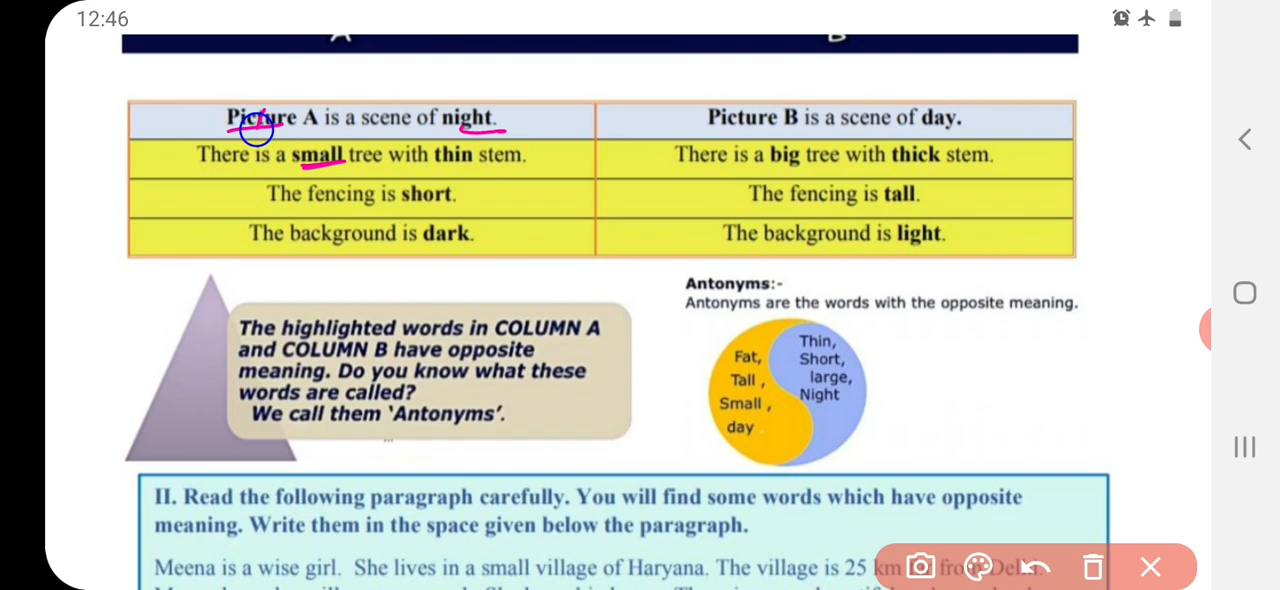 12:46
A B
Picture A is a scene of night. Picture B is a scene of day.
There is a small tree with thin stem. There is a big tree with thick stem.
The fencing is short. The fencing is tall.
The background is dark. The background is light.
The highlighted words in COLUMN A
and COLUMN B have opposite
meaning. Do you know what these
words are called?
We call them ‘Antonyms’.
Antonyms:-
Antonyms are the words with the opposite meaning.
Fat,
Tall ,
Small ,
day
Thin,
Short,
large,
Night
II. Read the following paragraph carefully. You will find some words which have opposite
meaning. Write them in the space given below the paragraph.
Meena is a wise girl. She lives in a small village of Haryana. The village is 25 km from Delhi.